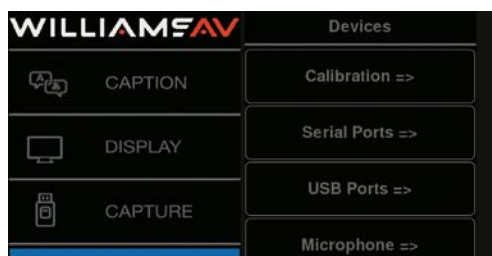 WILLIAMSAV
CAPTION
DISPLAY
CAPTURE
Devices
Calibration =>
Serial Ports =>
USB Ports =>
Microphone =>